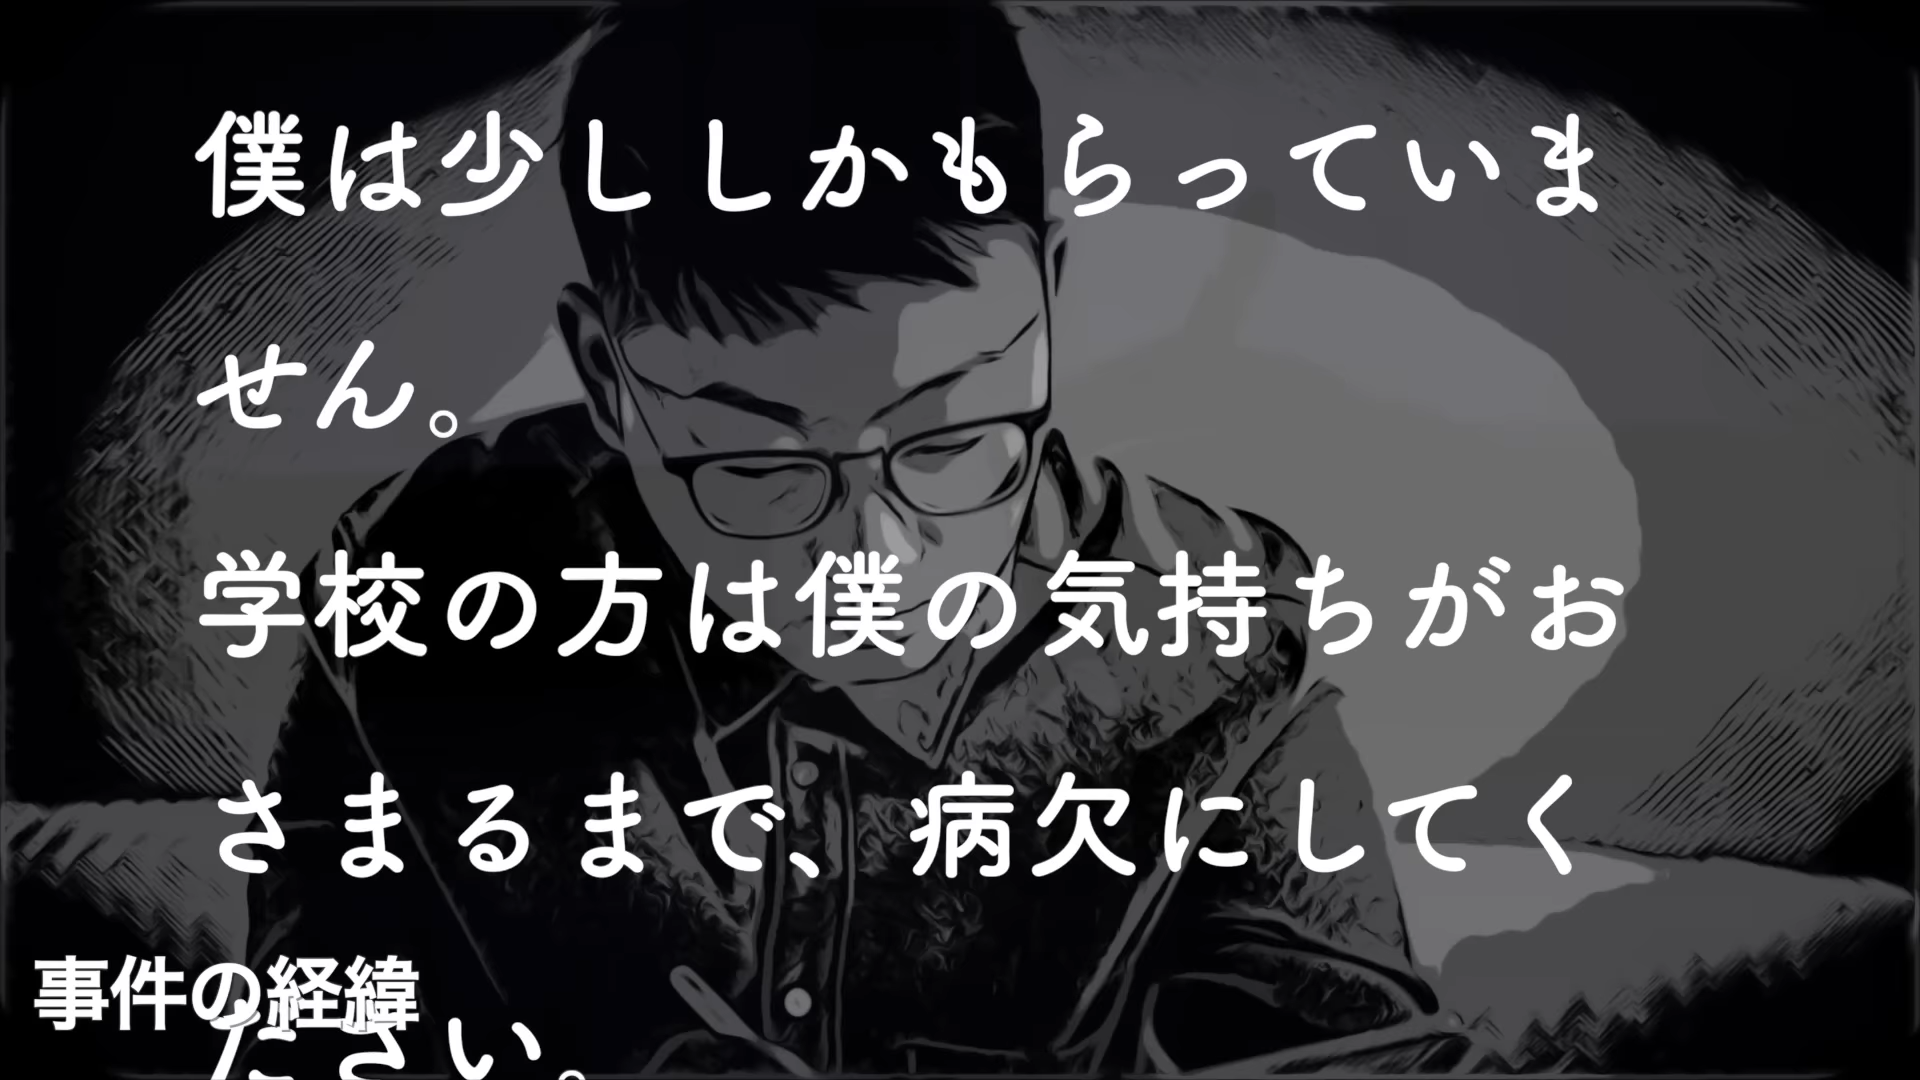 僕は少ししかもらっていま
せん。
学校の方は僕の気持ちがお
さまるまで、病欠にしてく
ださい。
事件の経緯